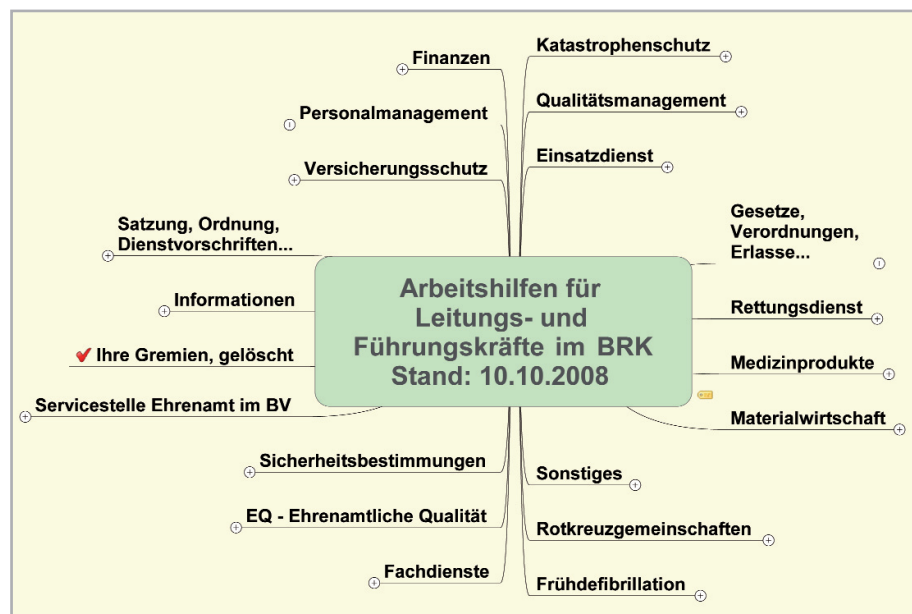 Arbeitshilfen für
Leitungs- und
Führungskräfte im BRK
Stand: 10.10.2008
Katastrophenschutz
Qualitätsmanagement
Einsatzdienst
Gesetze,
Verordnungen,
Erlasse...
Rettungsdienst
Medizinprodukte
Materialwirtschaft
Sonstiges
Rotkreuzgemeinschaften
Frühdefibrillation
Finanzen
Personalmanagement
Versicherungsschutz
Satzung, Ordnung,
Dienstvorschriften...
Informationen
Ihre Gremien, gelöscht
Servicestelle Ehrenamt im BV
Sicherheitsbestimmungen
EQ - Ehrenamtliche Qualität
Fachdienste